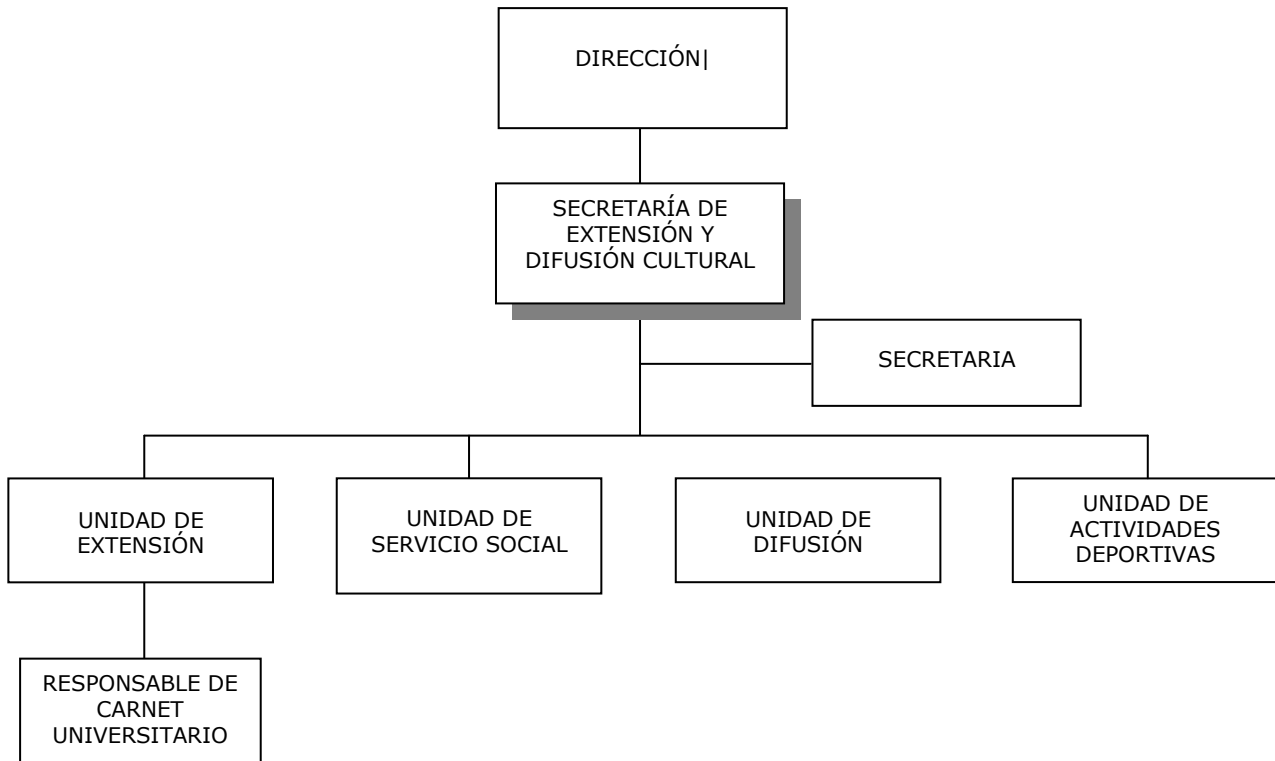 DIRECCIÓN|
SECRETARÍA DE
EXTENSIÓN Y
DIFUSIÓN CULTURAL
SECRETARIA
UNIDAD DE
EXTENSIÓN
UNIDAD DE
SERVICIO SOCIAL
UNIDAD DE
DIFUSIÓN
UNIDAD DE
ACTIVIDADES
DEPORTIVAS
RESPONSABLE DE
CARNET
UNIVERSITARIO